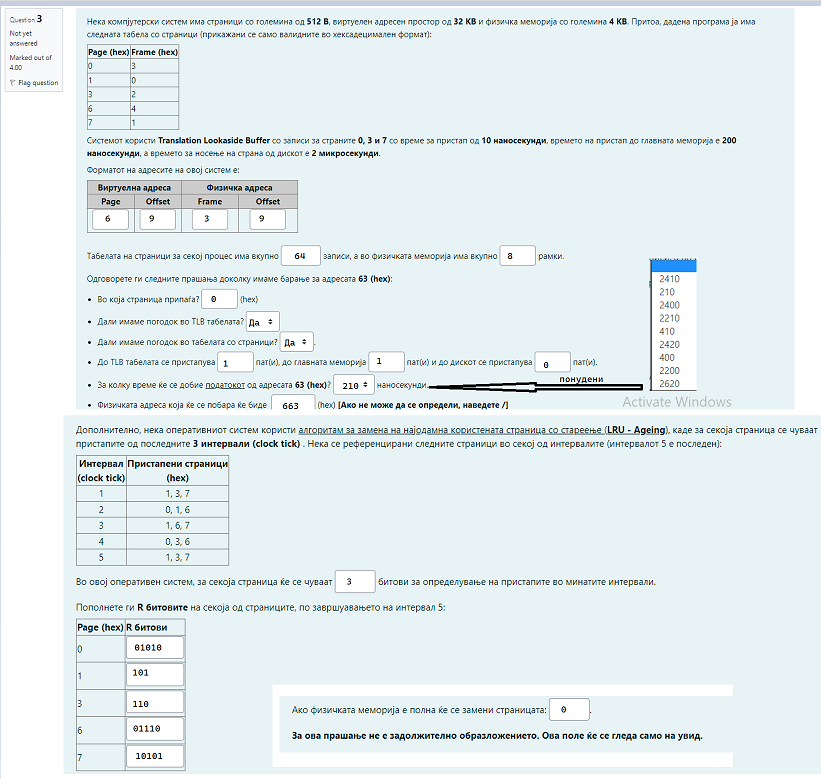 Question 3
Not yet
answered
Marked out of
4.00
Flag question
Нека компјутерски систем има страници со големина од 512 B, виртуелен адресен простор од 32 KB и физичка меморија со големина 4 KB. Притоа, дадена програма ја има
следната табела со страници (прикажани се само валидните во хексадецимален формат):
Page (hex) Frame (hex)
0 3
1 0
3 2
6 4
7 1
Системот користи Translation Lookaside Buffer со записи за страните 0, 3 и 7 со време за пристап од 10 наносекунди, времето на пристап до главната меморија е 200
наносекунди, а времето за носење на страна од дискот е 2 микросекунди.
Форматот на адресите на овој систем е:
Виртуелна адреса Физичка адреса
Page Offset Frame Offset
6 9 3 9
Табелата на страници за секој процес има вкупно 64 записи, а во физичката меморија има вкупно 8 рамки.
Одговорете ги следните прашања доколку имаме барање за адресата 63 (hex):
• Во која страница припаѓа? 0 (hex)
• Дали имаме погодок во TLB табелата? Да
• Дали имаме погодок во табелата со страници? Да .
• До TLB табелата се пристапува 1 пат(и), до главната меморија 1 пат(и) и до дискот се пристапува 0 пат(и).
• За колку време ќе се добие податокот од адресата 63 (hex)? 210 наносекунди.
понудени
• Физичката адреса која ќе се побара ќе биде 663 (hex) [Ако не може да се определи, наведете /]
2410
210
2400
2210
410
2420
400
2200
2620
Activate Windows
Дополнително, нека оперативниот систем користи алгоритам за замена на најодамна користената страница со стареење (LRU - Ageing), каде за секоја страница се чуваат
пристапите од последните 3 интервали (clock tick) . Нека се референцирани следните страници во секој од интервалите (интервалот 5 е последен):
Интервал Пристапени страници
(clock tick) (hex)
1 1, 3, 7
2 0, 1, 6
3 1, 6, 7
4 0, 3, 6
5 1, 3, 7
Во овој оперативен систем, за секоја страница ќе се чуваат 3 битови за определување на пристапите во минатите интервали.
Пополнете ги R битовите на секоја од страниците, по завршувањето на интервал 5:
Page (hex) R битови
0 01010
1 101
3 110
6 01110
7 10101
Ако физичката меморија е полна ќе се замени страницата: 0 .
За ова прашање не е задолжително образложението. Ова поле ќе се гледа само на увид.